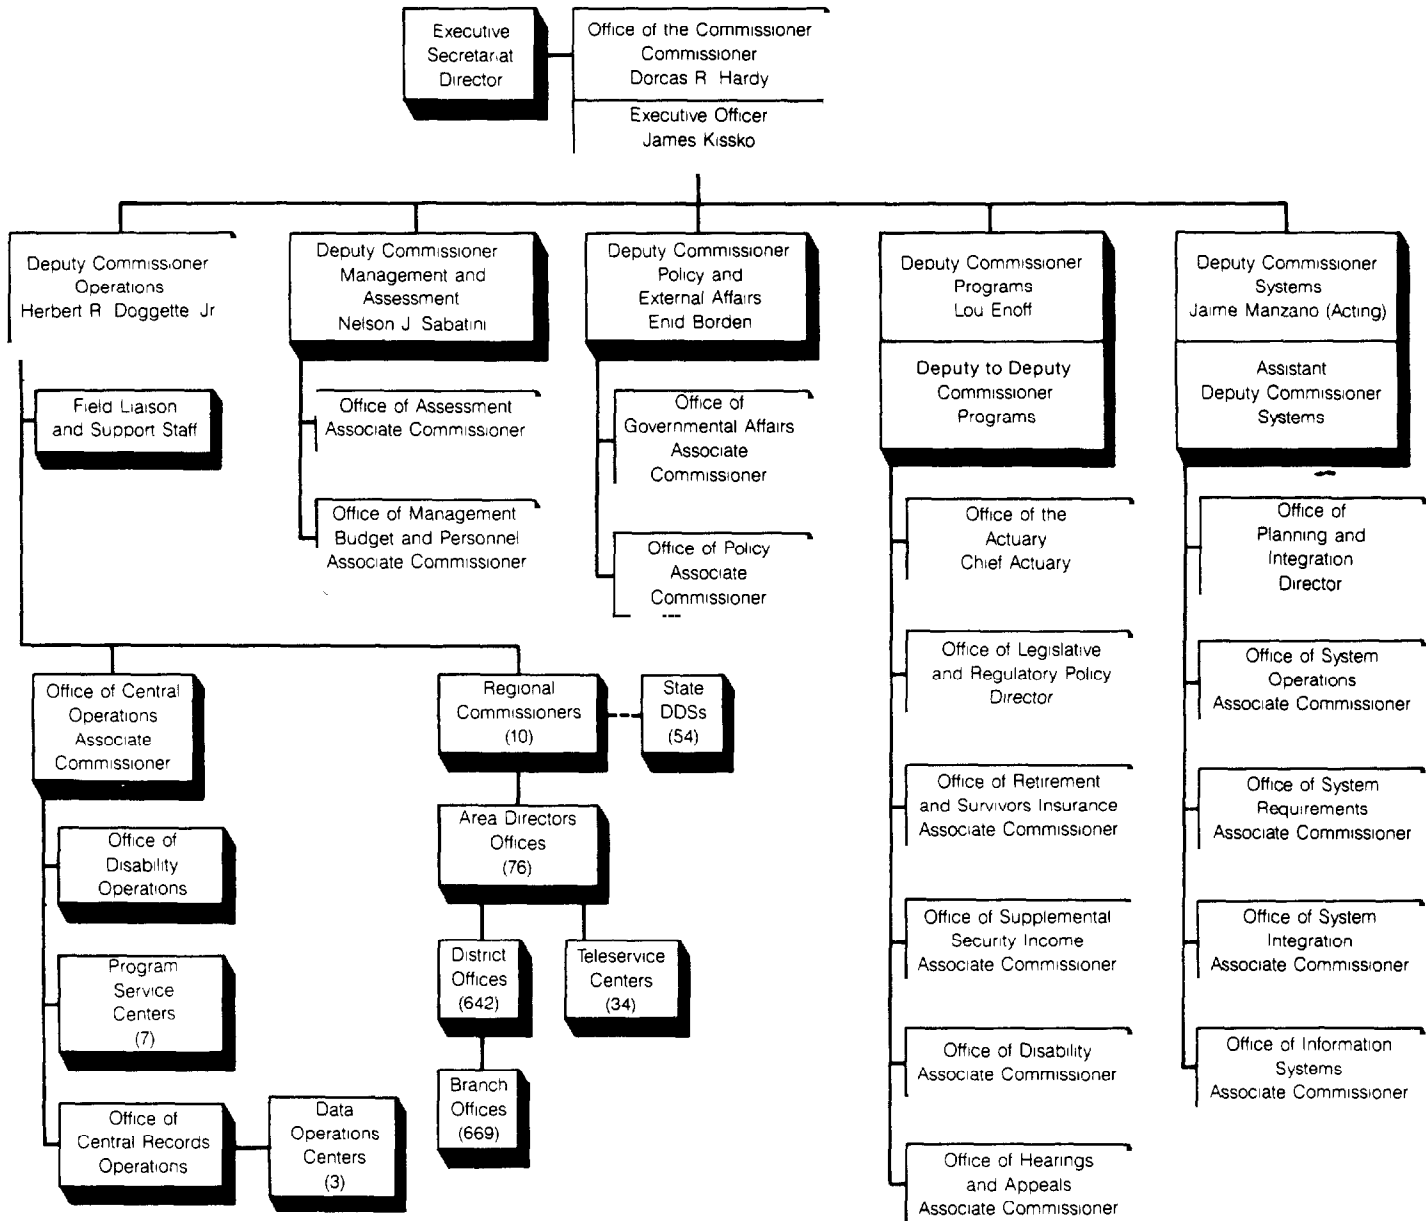 Executive
Secretariat
Director
Office of the Commissioner
Commissioner
Dorcas R Hardy
Executive Officer
James Kissko
Deputy Commissioner
Operations
Herbert R Doggette Jr
Deputy Commissioner
Management and
Assessment
Nelson J Sabatini
Deputy Commissioner
Policy and
External Affairs
Enid Borden
Deputy Commissioner
Programs
Lou Enoff
Deputy to Deputy
Commissioner
Programs
Deputy Commissioner
Systems
Jaime Manzano (Acting)
Assistant
Deputy Commissioner
Systems
Field Liaison
and Support Staff
Office of Assessment
Associate Commissioner
Office of Management
Budget and Personnel
Associate Commissioner
Office of
Governmental Affairs
Associate
Commissioner
Office of Policy
Associate
Commissioner
Office of the
Actuary
Chief Actuary
Office of Legislative
and Regulatory Policy
Director
Office of Retirement
and Survivors Insurance
Associate Commissioner
Office of Supplemental
Security Income
Associate Commissioner
Office of Disability
Associate Commissioner
Office of Hearings
and Appeals
Associate Commissioner
Office of
Planning and
Integration
Director
Office of System
Operations
Associate Commissioner
Office of System
Requirements
Associate Commissioner
Office of System
Integration
Associate Commissioner
Office of Information
Systems
Associate Commissioner
Office of Central
Operations
Associate
Commissioner
Office of
Disability
Operations
Program
Service
Centers
(7)
Office of
Central Records
Operations
Data
Operations
Centers
(3)
Regional
Commissioners
(10)
State
DDSs
(54)
Area Directors
Offices
(76)
District
Offices
(642)
Teleservice
Centers
(34)
Branch
Offices
(669)